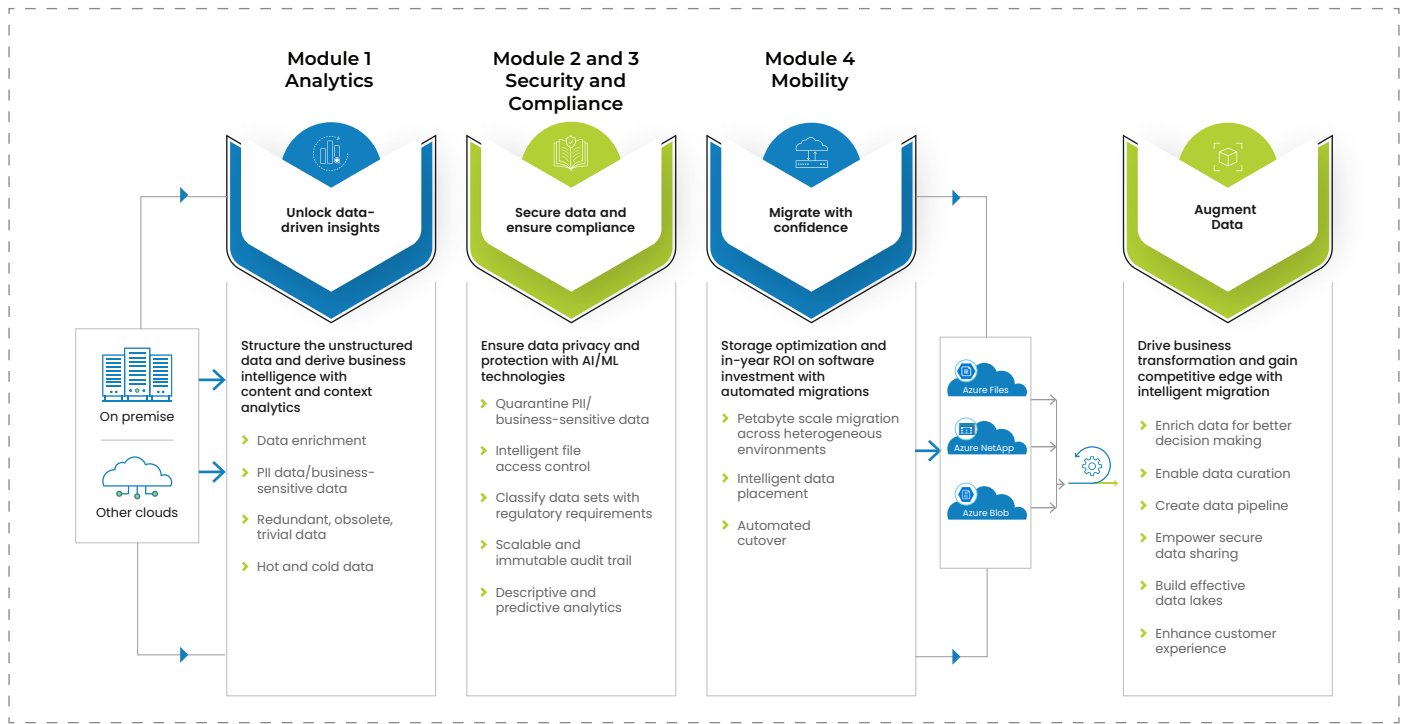 Module 1
Analytics
Module 2 and 3
Security and
Compliance
Module 4
Mobility
Unlock data-
driven insights
Secure data and
ensure compliance
Migrate with
confidence
Augment
Data
On premise
Other clouds
Structure the unstructured
data and derive business
intelligence with
content and context
analytics
Data enrichment
PII data/business-
sensitive data
Redundant, obsolete,
trivial data
Hot and cold data
Ensure data privacy and
protection with AI/ML
technologies
Quarantine PII/
business-sensitive data
Intelligent file
access control
Classify data sets with
regulatory requirements
Scalable and
immutable audit trail
Descriptive and
predictive analytics
Storage optimization and
in-year ROI on software
investment with
automated migrations
Petabyte scale migration
across heterogeneous
environments
Intelligent data
placement
Automated
cutover
Azure Files
Azure NetApp
Azure Blob
Drive business
transformation and gain
competitive edge with
intelligent migration
Enrich data for better
decision making
Enable data curation
Create data pipeline
Empower secure
data sharing
Build effective
data lakes
Enhance customer
experience